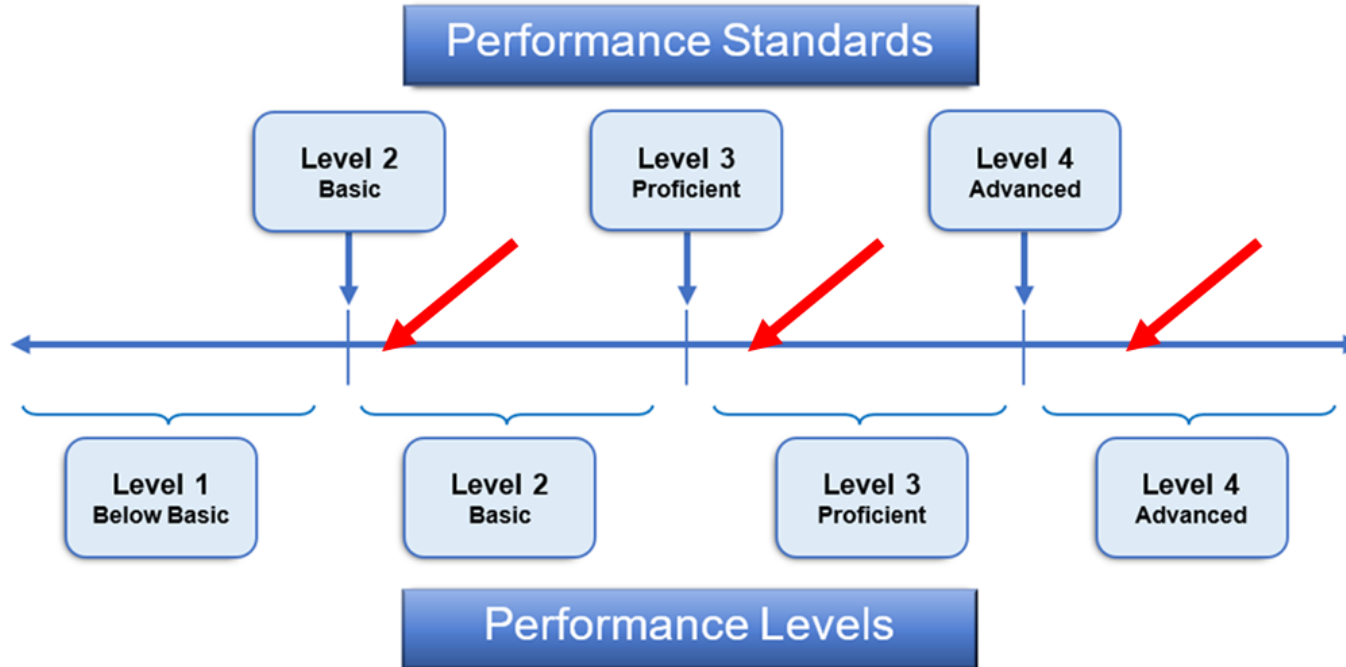 Performance Standards
Level 2
Basic
Level 3
Proficient
Level 4
Advanced
Level 1
Below Basic
Level 2
Basic
Level 3
Proficient
Level 4
Advanced
Performance Levels